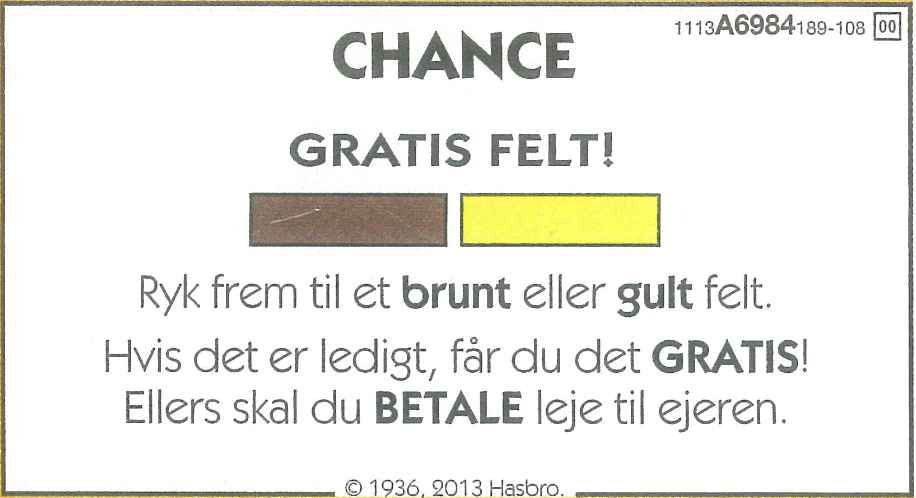 1113A6984189-108 00
CHANCE
GRATIS FELT!
Ryk frem til et brunt eller gult felt.
Hvis det er ledigt, får du det GRATIS!
Ellers skal du BETALE leje til ejeren.
© 1936, 2013 Hasbro.